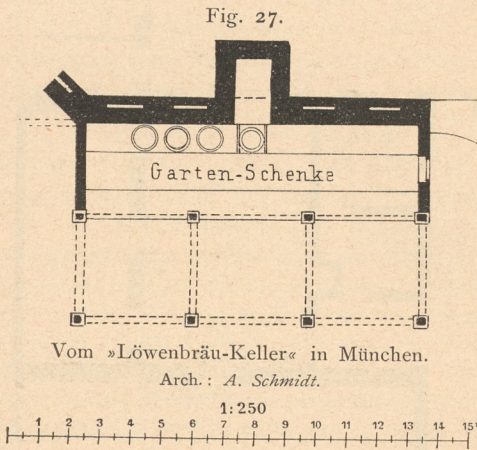 Fig. 27.
Garten-Schenke
Vom »Löwenbräu-Keller« in München.
Arch.: A. Schmidt.
1:250
1 2 3 4 5 6 7 8 9 10 11 12 13 14 15